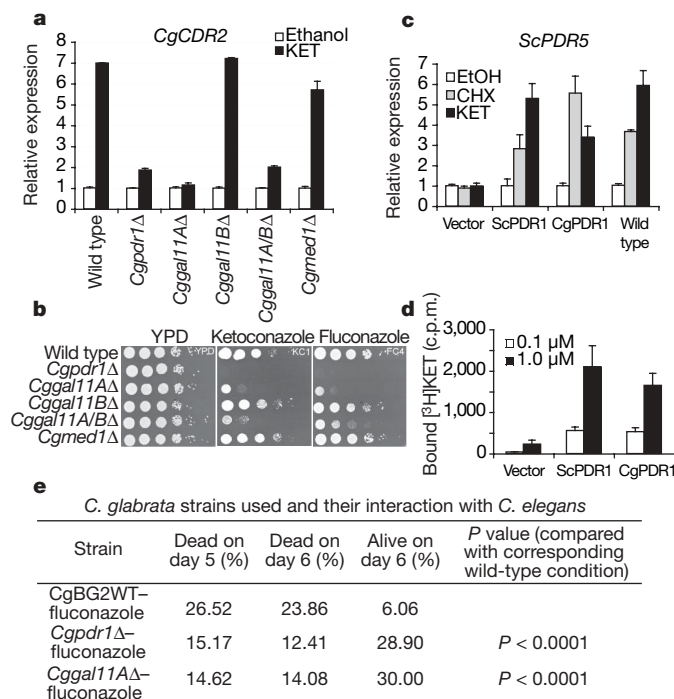 a
CgCDR2
Ethanol
KET
Relative expression
8
7
6
5
4
3
2
1
0
Wild type
Cgpdr1Δ
Cggal11AΔ
Cggal11BΔ
Cggal11A/BΔ
Cgmed1Δ
c
ScPDR5
EtOH
CHX
KET
Relative expression
7
6
5
4
3
2
1
0
Vector
ScPDR1
CgPDR1
Wild
type
b
YPD
Ketoconazole
Fluconazole
YPD
KC1
FC4
Wild type
Cgpdr1Δ
Cggal11AΔ
Cggal11BΔ
Cggal11A/BΔ
Cgmed1Δ
d
0.1 μM
1.0 μM
Bound [³H]KET (c.p.m.)
3,000
2,000
1,000
0
Vector
ScPDR1
CgPDR1
e
C. glabrata strains used and their interaction with C. elegans
Strain
Dead on
day 5 (%)
Dead on
day 6 (%)
Alive on
day 6 (%)
P value (compared
with corresponding
wild-type condition)
CgBG2WT–
fluconazole
26.52
23.86
6.06
Cgpdr1Δ–
fluconazole
15.17
12.41
28.90
P < 0.0001
Cggal11AΔ–
fluconazole
14.62
14.08
30.00
P < 0.0001